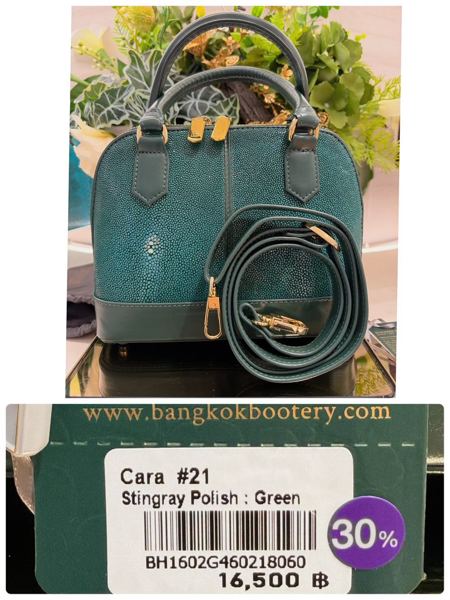 www.bangkokbootery.com
Cara #21
Stingray Polish : Green
30%
BH1602G460218060
16,500 ฿